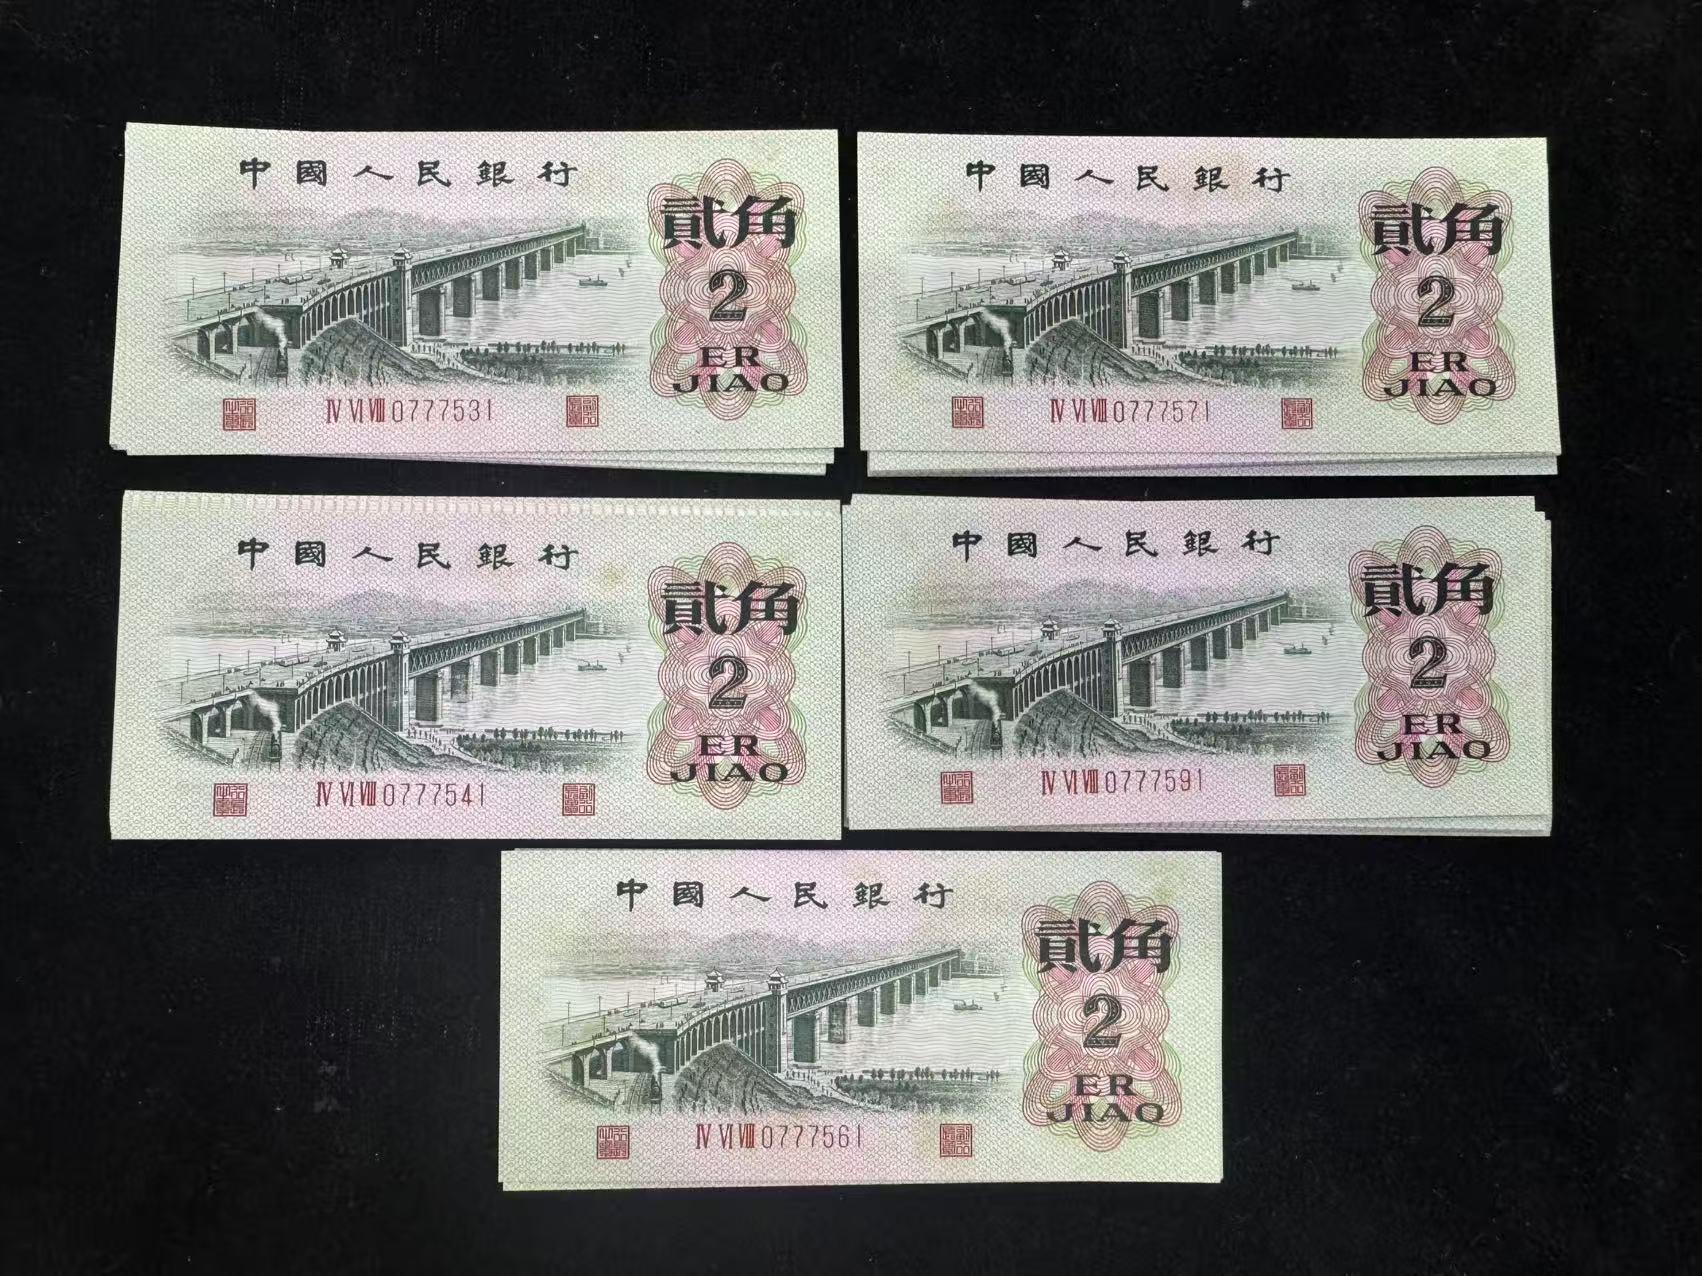 中國人民銀行
貳角
2
ER
JIAO
Ⅳ Ⅵ Ⅷ 0777531
中國人民銀行
貳角
2
ER
JIAO
Ⅳ Ⅵ Ⅷ 0777571
中國人民銀行
貳角
2
ER
JIAO
Ⅳ Ⅵ Ⅷ 0777541
中國人民銀行
貳角
2
ER
JIAO
Ⅳ Ⅵ Ⅷ 0777591
中國人民銀行
貳角
2
ER
JIAO
Ⅳ Ⅵ Ⅷ 0777561